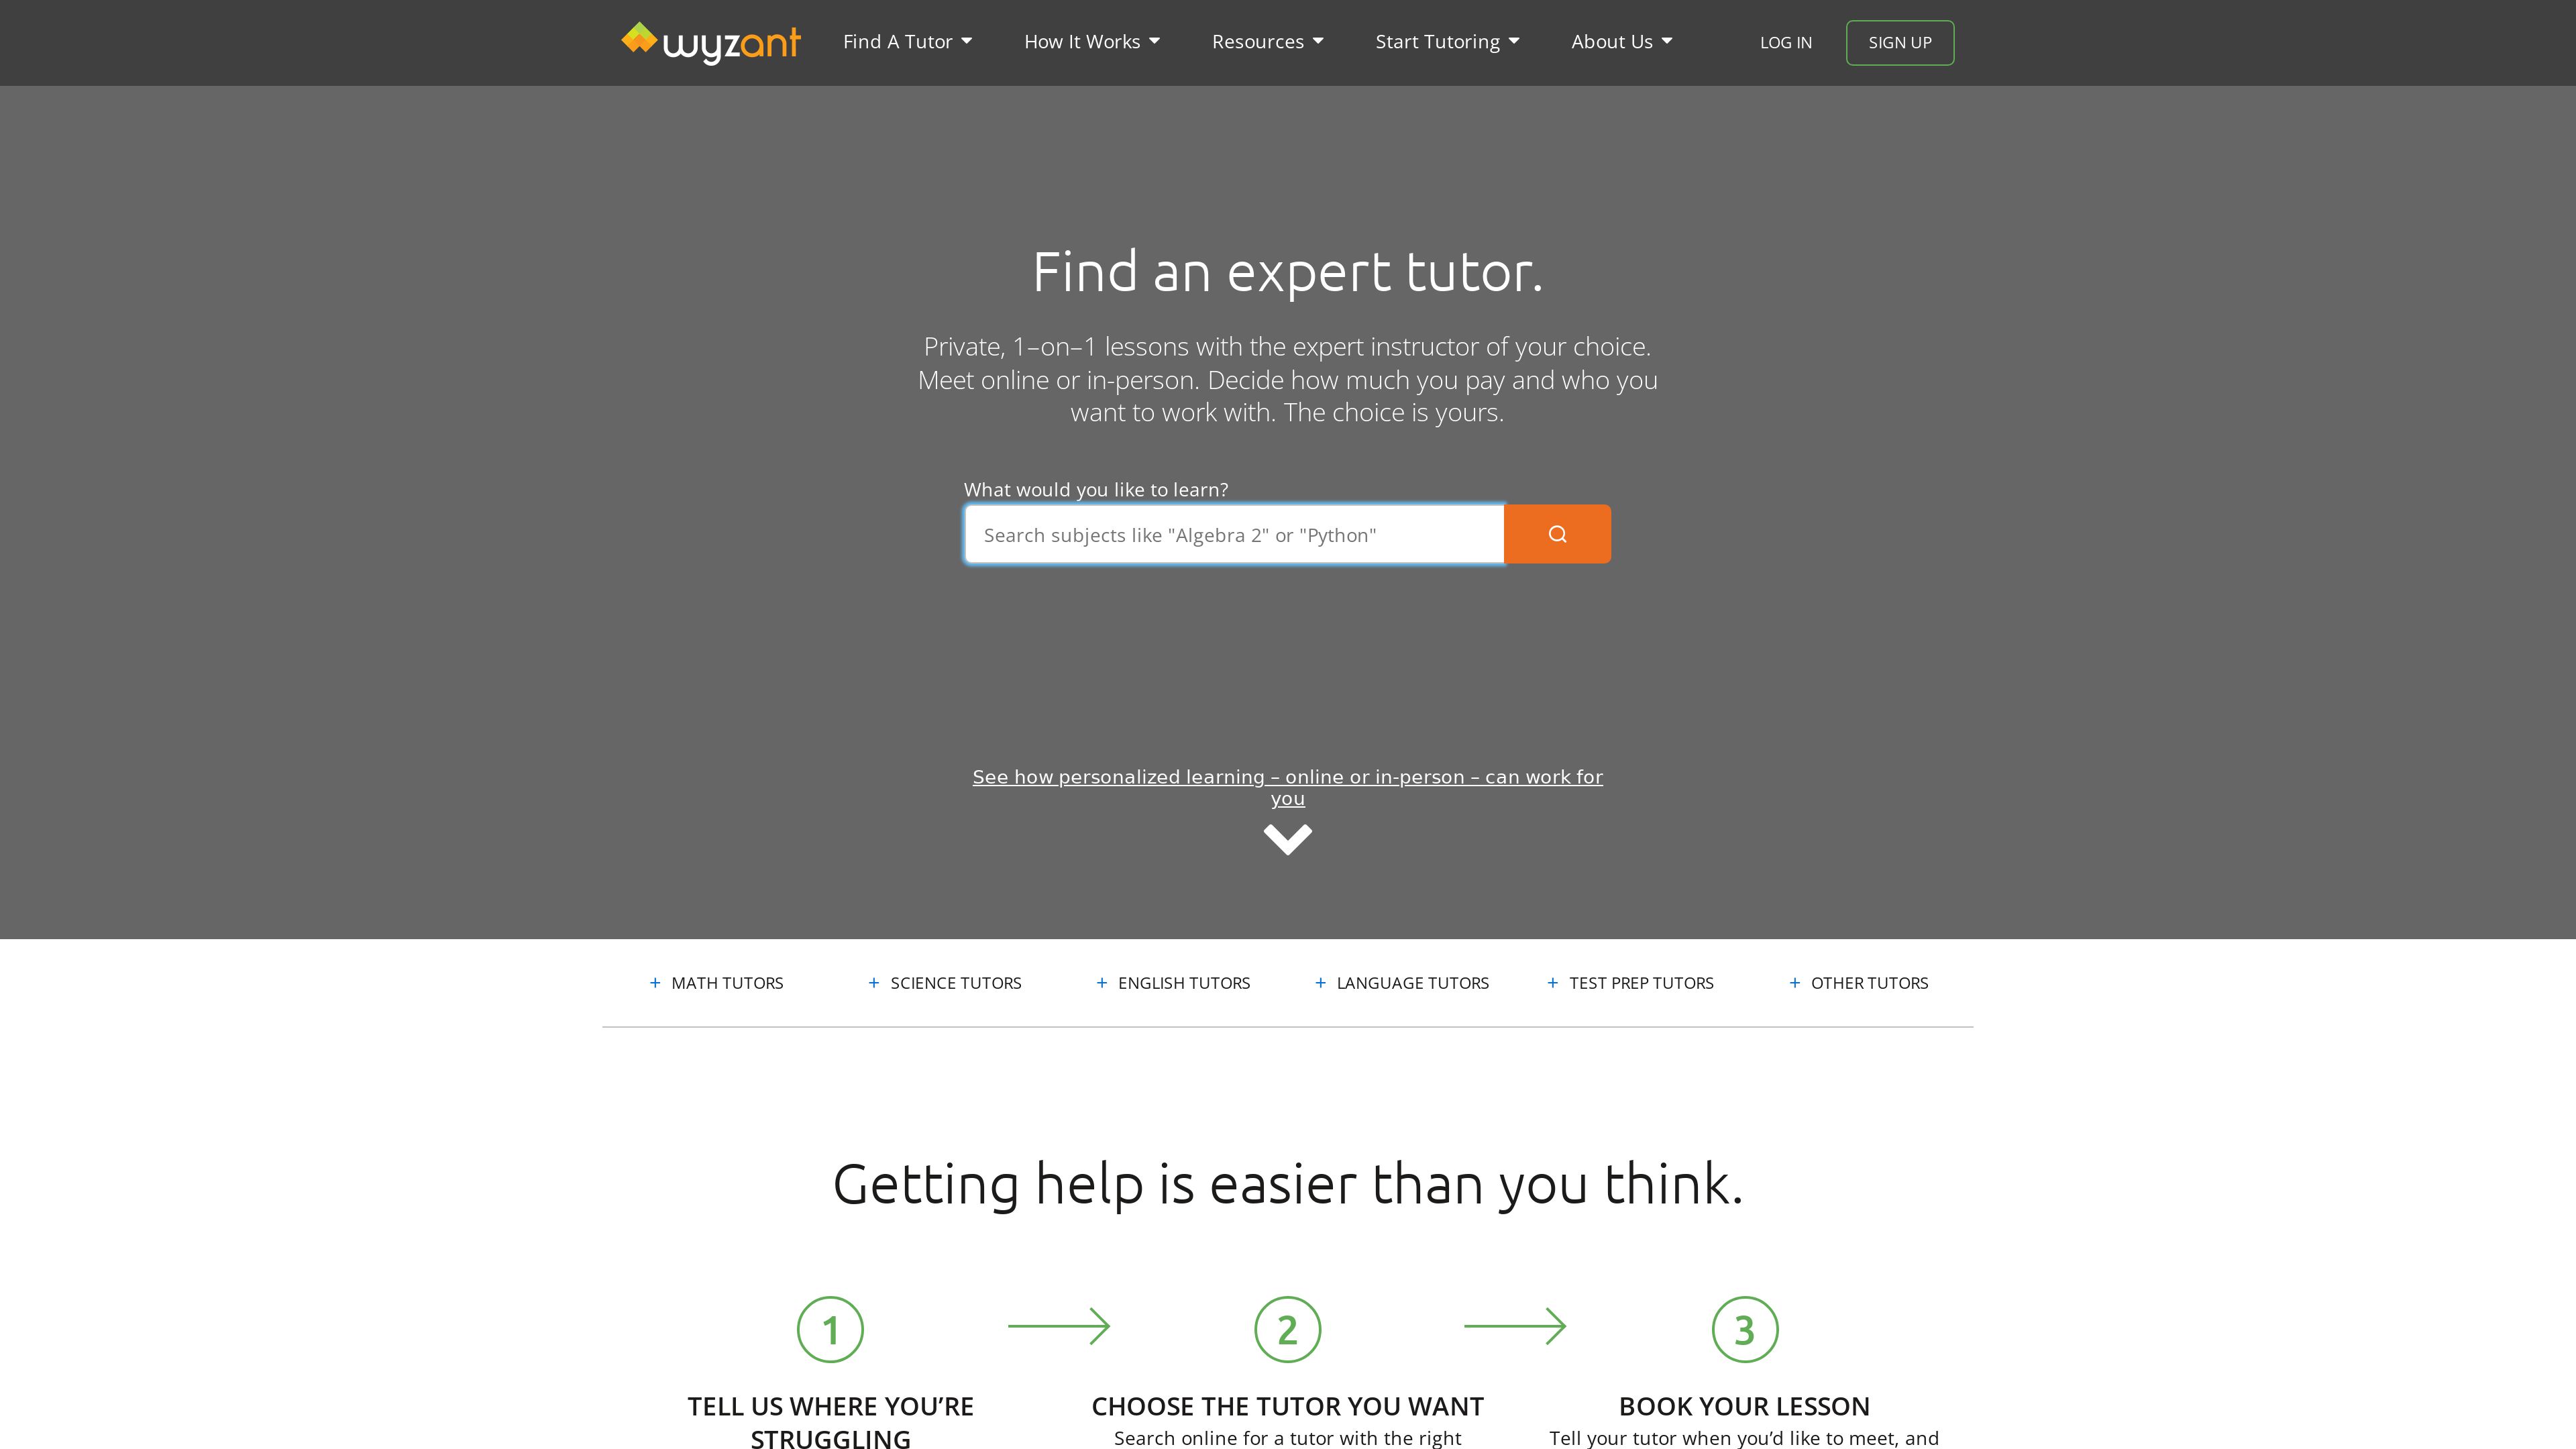 wyzant
Find A Tutor
How It Works
Resources
Start Tutoring
About Us
LOG IN
SIGN UP
Find an expert tutor.
Private, 1–on–1 lessons with the expert instructor of your choice.
Meet online or in-person. Decide how much you pay and who you
want to work with. The choice is yours.
What would you like to learn?
Search subjects like "Algebra 2" or "Python"
See how personalized learning – online or in-person – can work for
you
+ MATH TUTORS
+ SCIENCE TUTORS
+ ENGLISH TUTORS
+ LANGUAGE TUTORS
+ TEST PREP TUTORS
+ OTHER TUTORS
Getting help is easier than you think.
1
TELL US WHERE YOU’RE
STRUGGLING
2
CHOOSE THE TUTOR YOU WANT
Search online for a tutor with the right
3
BOOK YOUR LESSON
Tell your tutor when you’d like to meet, and